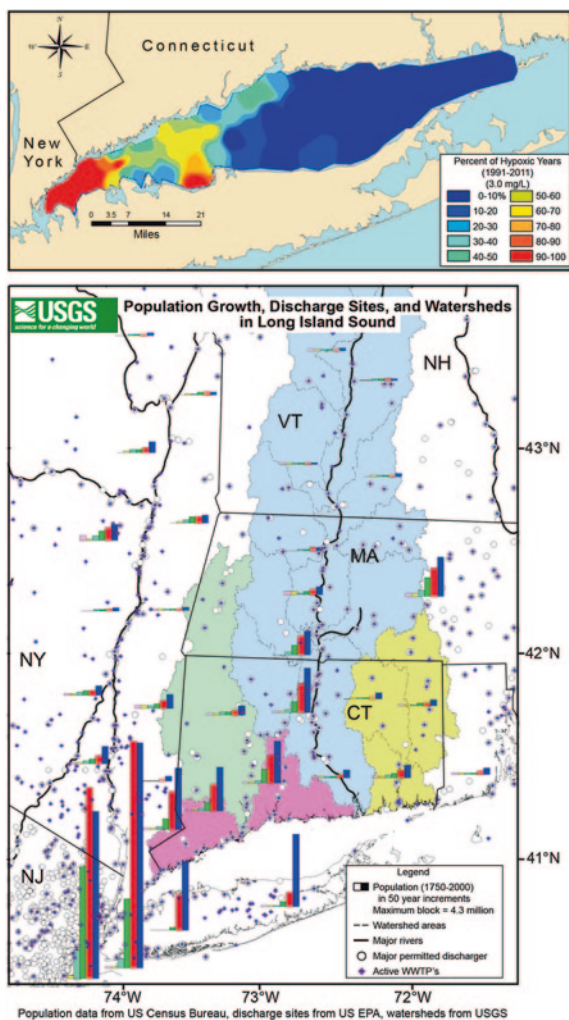 N
W E
S
Connecticut
New
York
0 3.5 7 14 21
Miles
Percent of Hypoxic Years
(1991-2011)
(3.0 mg/L)
0-10% 50-60
10-20 60-70
20-30 70-80
30-40 80-90
40-50 90-100
USGS
science for a changing world
Population Growth, Discharge Sites, and Watersheds
in Long Island Sound
NH
VT
43°N
MA
NY
42°N
CT
41°N
NJ
Legend
Population (1750-2000)
in 50 year increments
Maximum block = 4.3 million
Watershed areas
Major rivers
Major permitted discharger
Active WWTP's
74°W 73°W 72°W
Population data from US Census Bureau, discharge sites from US EPA, watersheds from USGS